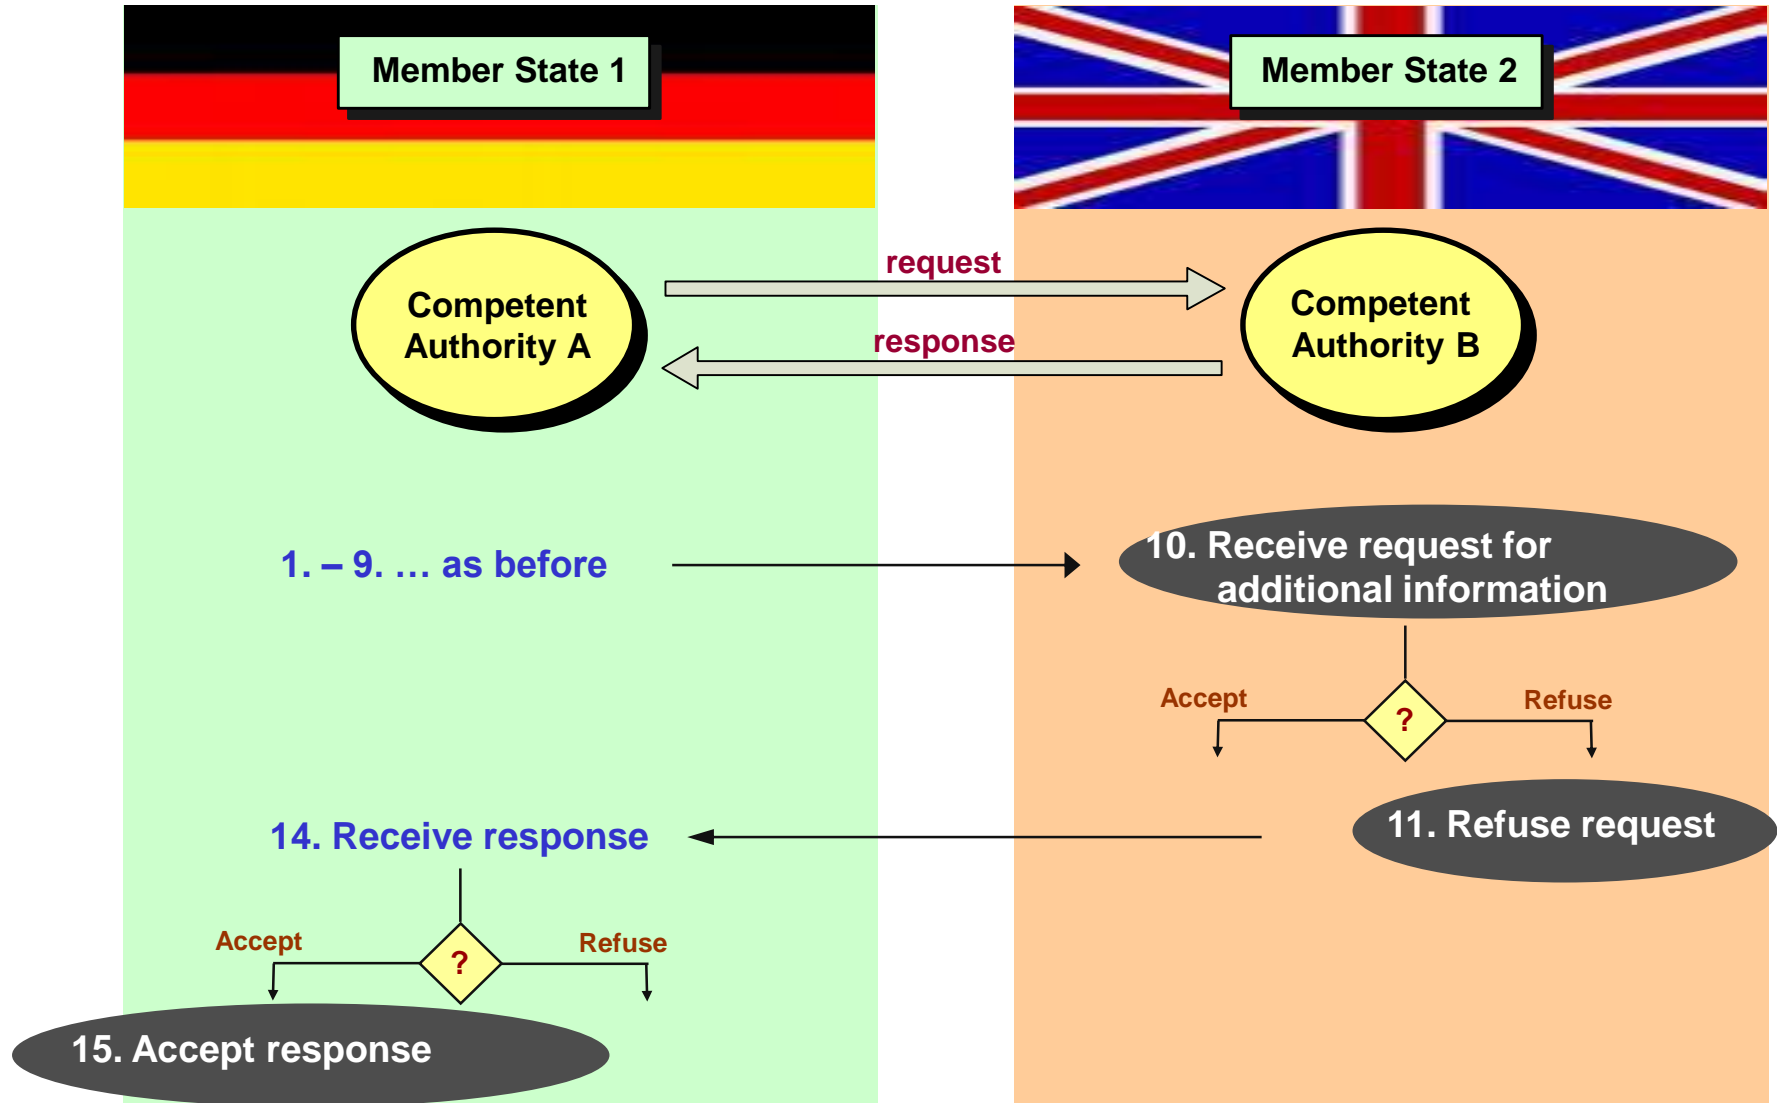 Member State 1
Member State 2
request
Competent
Authority A
Competent
Authority B
response
1. – 9. … as before
10. Receive request for
additional information
Accept
?
Refuse
14. Receive response
11. Refuse request
Accept
?
Refuse
15. Accept response